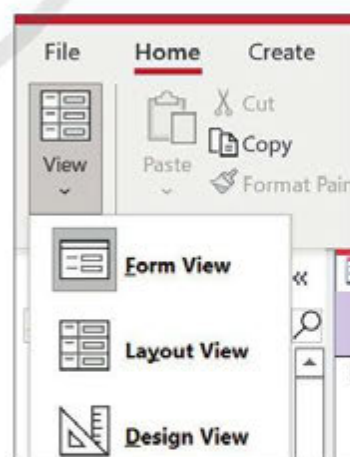 File Home Create
Cut
Copy
View Paste
Format Pain
Form View
Layout View
Design View